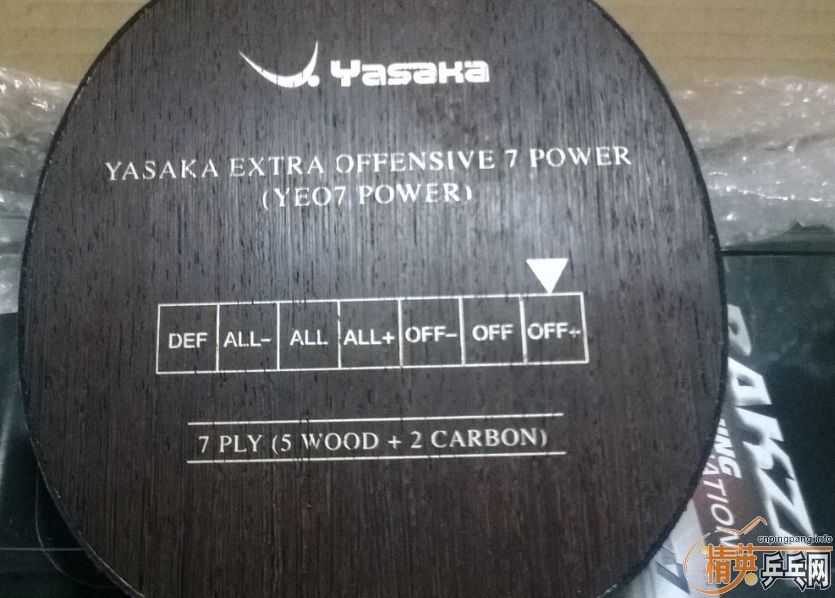 Yasaka
YASAKA EXTRA OFFENSIVE 7 POWER
(YEO7 POWER)
DEF ALL- ALL ALL+ OFF- OFF OFF+
7 PLY (5 WOOD + 2 CARBON)
RAKZA
cnpingpang.info
精英乒乓网